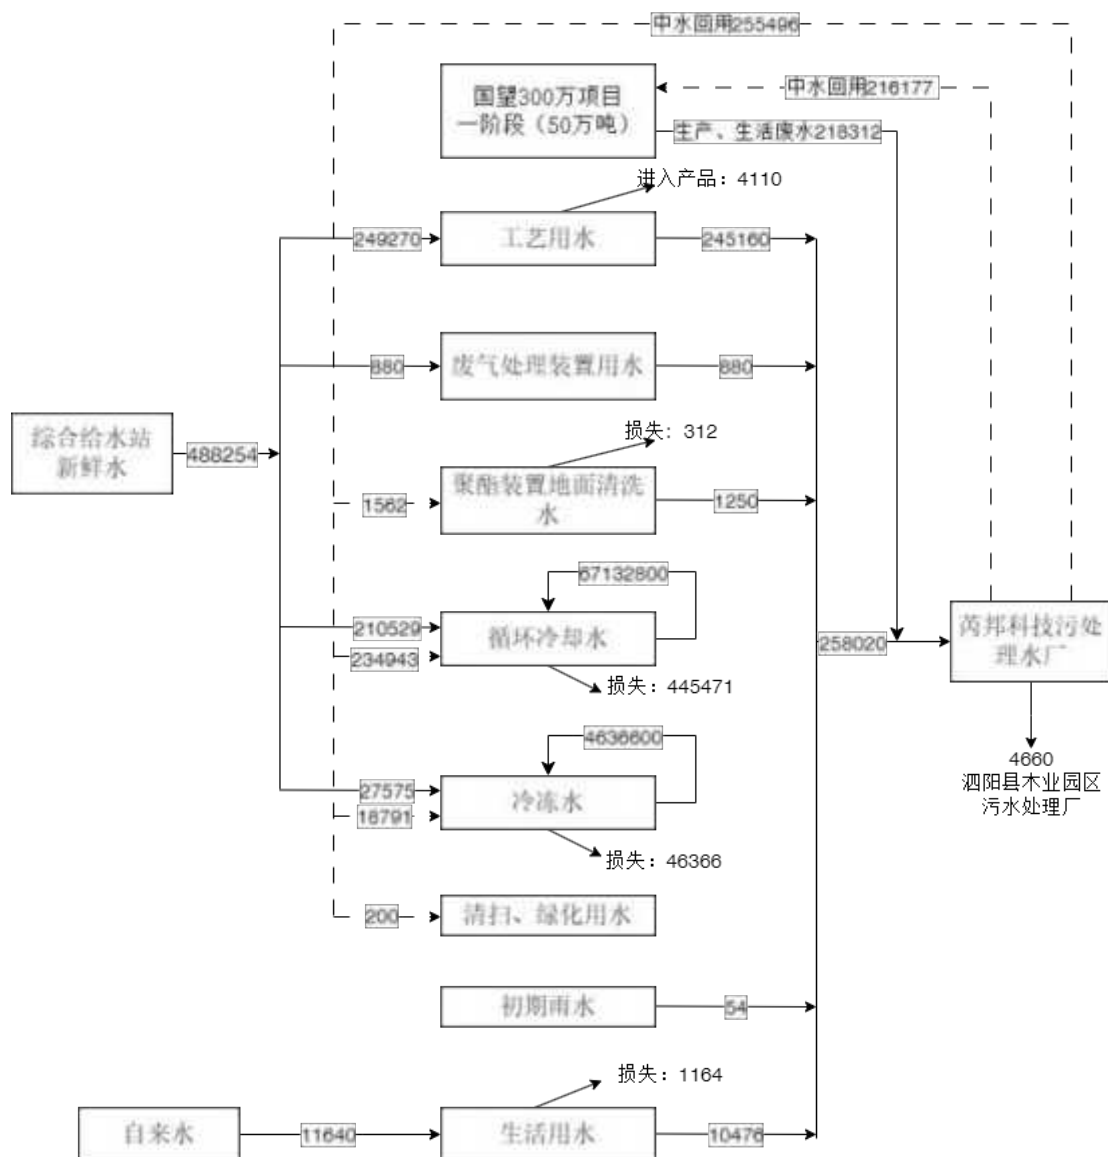 中水回用255496
国望300万项目
一阶段（50万吨）
中水回用216177
生产、生活废水218312
进入产品：4110
249270
工艺用水
245160
880
废气处理装置用水
880
综合给水站
新鲜水
488254
损失：312
1562
聚酯装置地面清洗
水
1250
67132800
210529
234943
循环冷却水
损失：445471
258020
芮邦科技污处
理水厂
4660
泗阳县木业园区
污水处理厂
4636600
27575
18791
冷冻水
损失：46366
200
清扫、绿化用水
初期雨水
54
损失：1164
自来水
11640
生活用水
10476